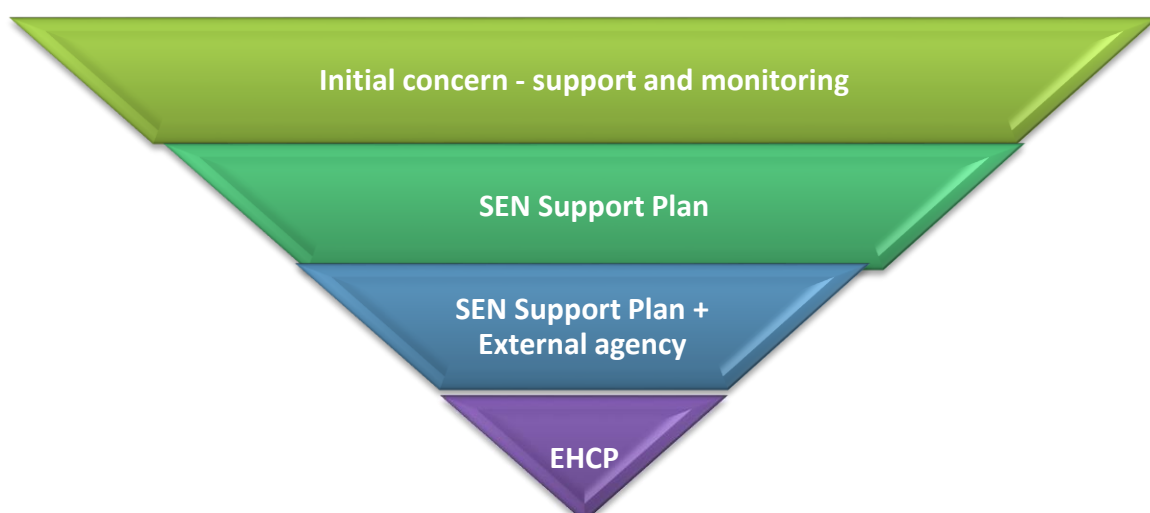 Initial concern - support and monitoring
SEN Support Plan
SEN Support Plan +
External agency
EHCP